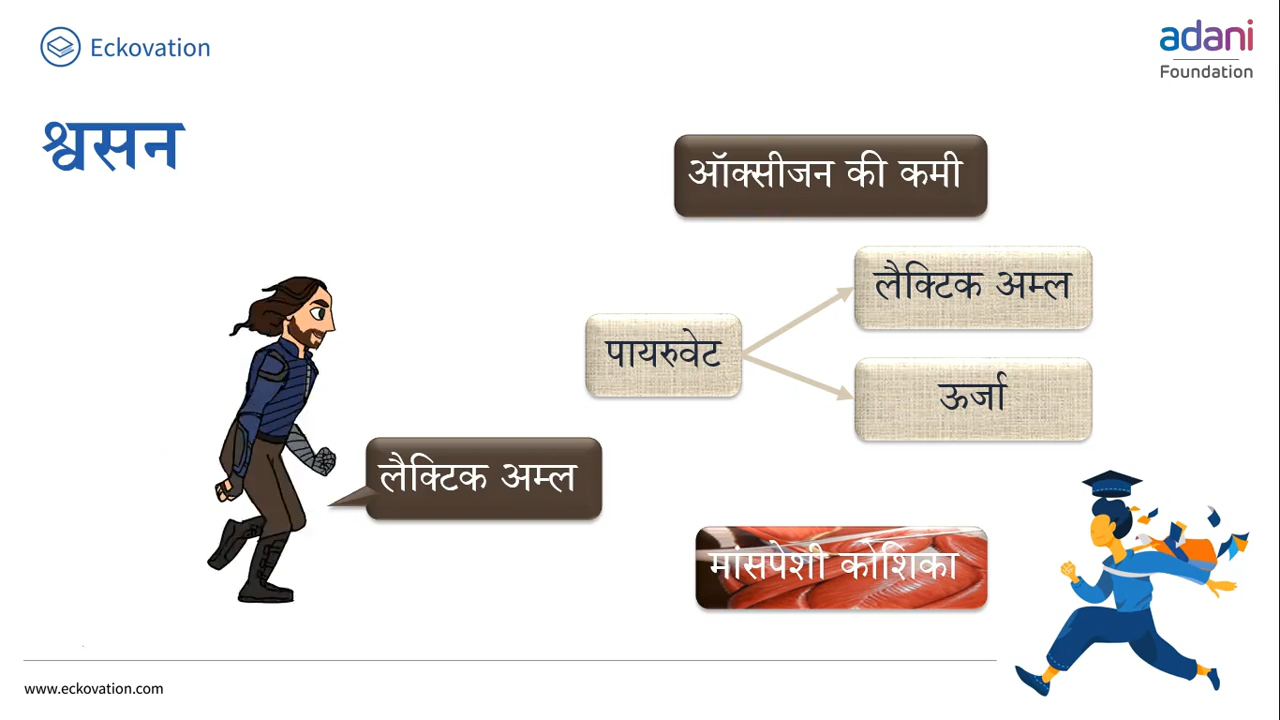 Eckovation
adani
Foundation
श्वसन
ऑक्सीजन की कमी
लैक्टिक अम्ल
पायरुवेट
ऊर्जा
लैक्टिक अम्ल
मांसपेशी कोशिका
www.eckovation.com